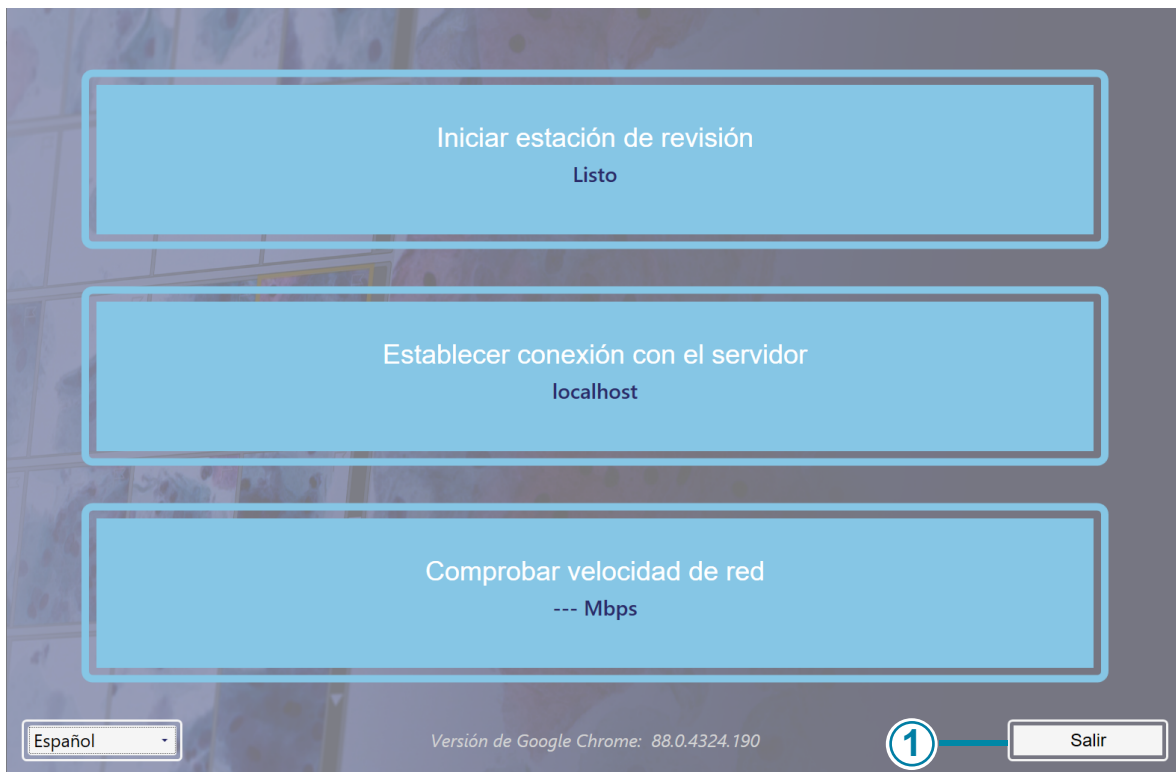 Iniciar estación de revisión
Listo
Establecer conexión con el servidor
localhost
Comprobar velocidad de red
--- Mbps
Español
Versión de Google Chrome: 88.0.4324.190
1
Salir